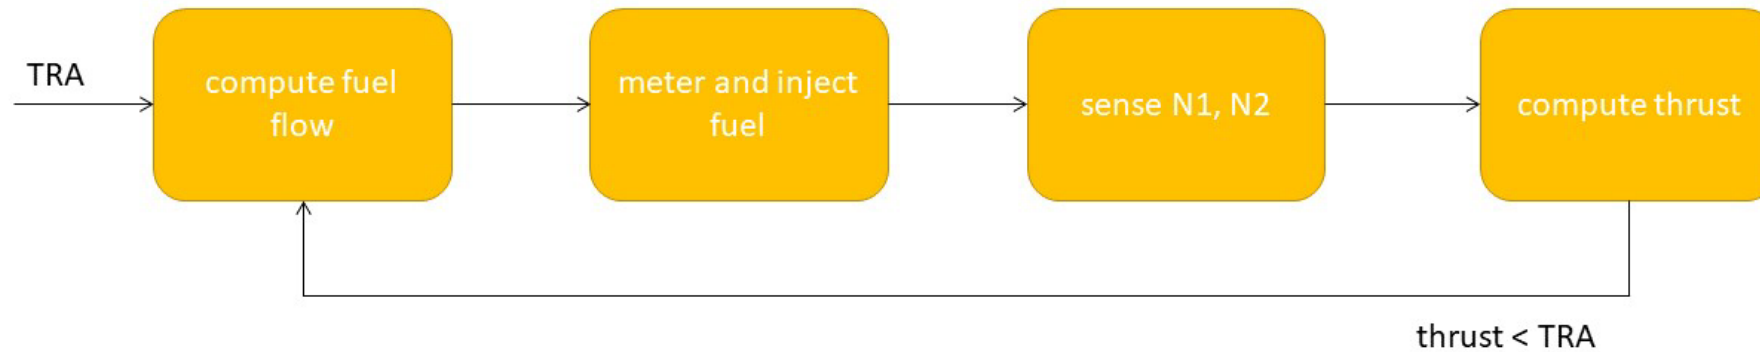 TRA
compute fuel
flow
meter and inject
fuel
sense N1, N2
compute thrust
thrust < TRA